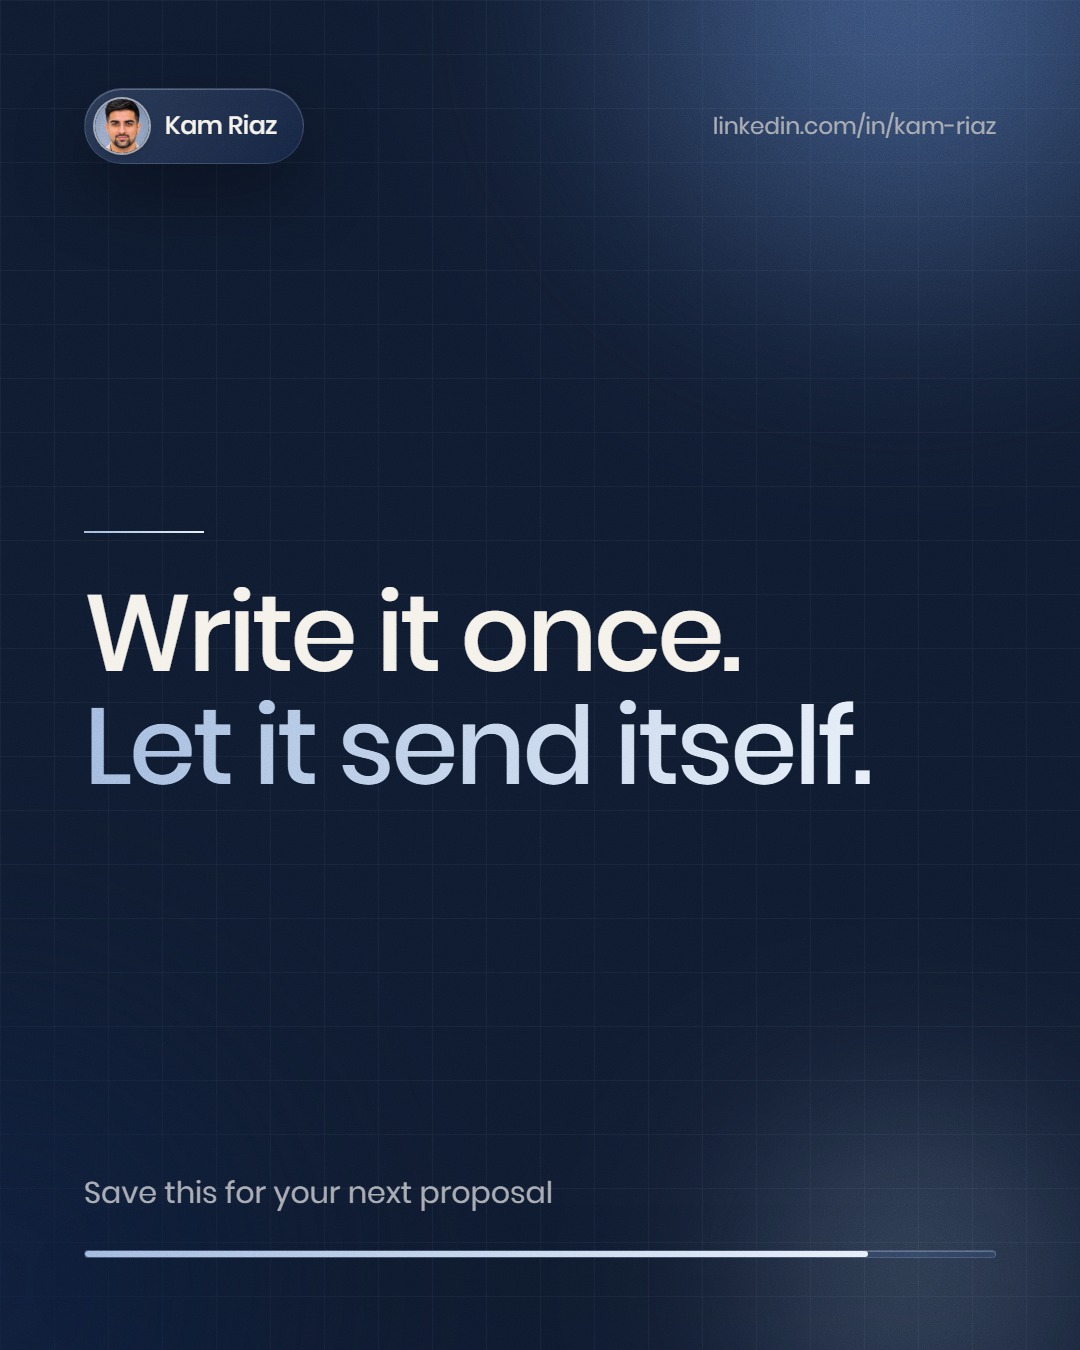 Kam Riaz
linkedin.com/in/kam-riaz
Write it once.
Let it send itself.
Save this for your next proposal